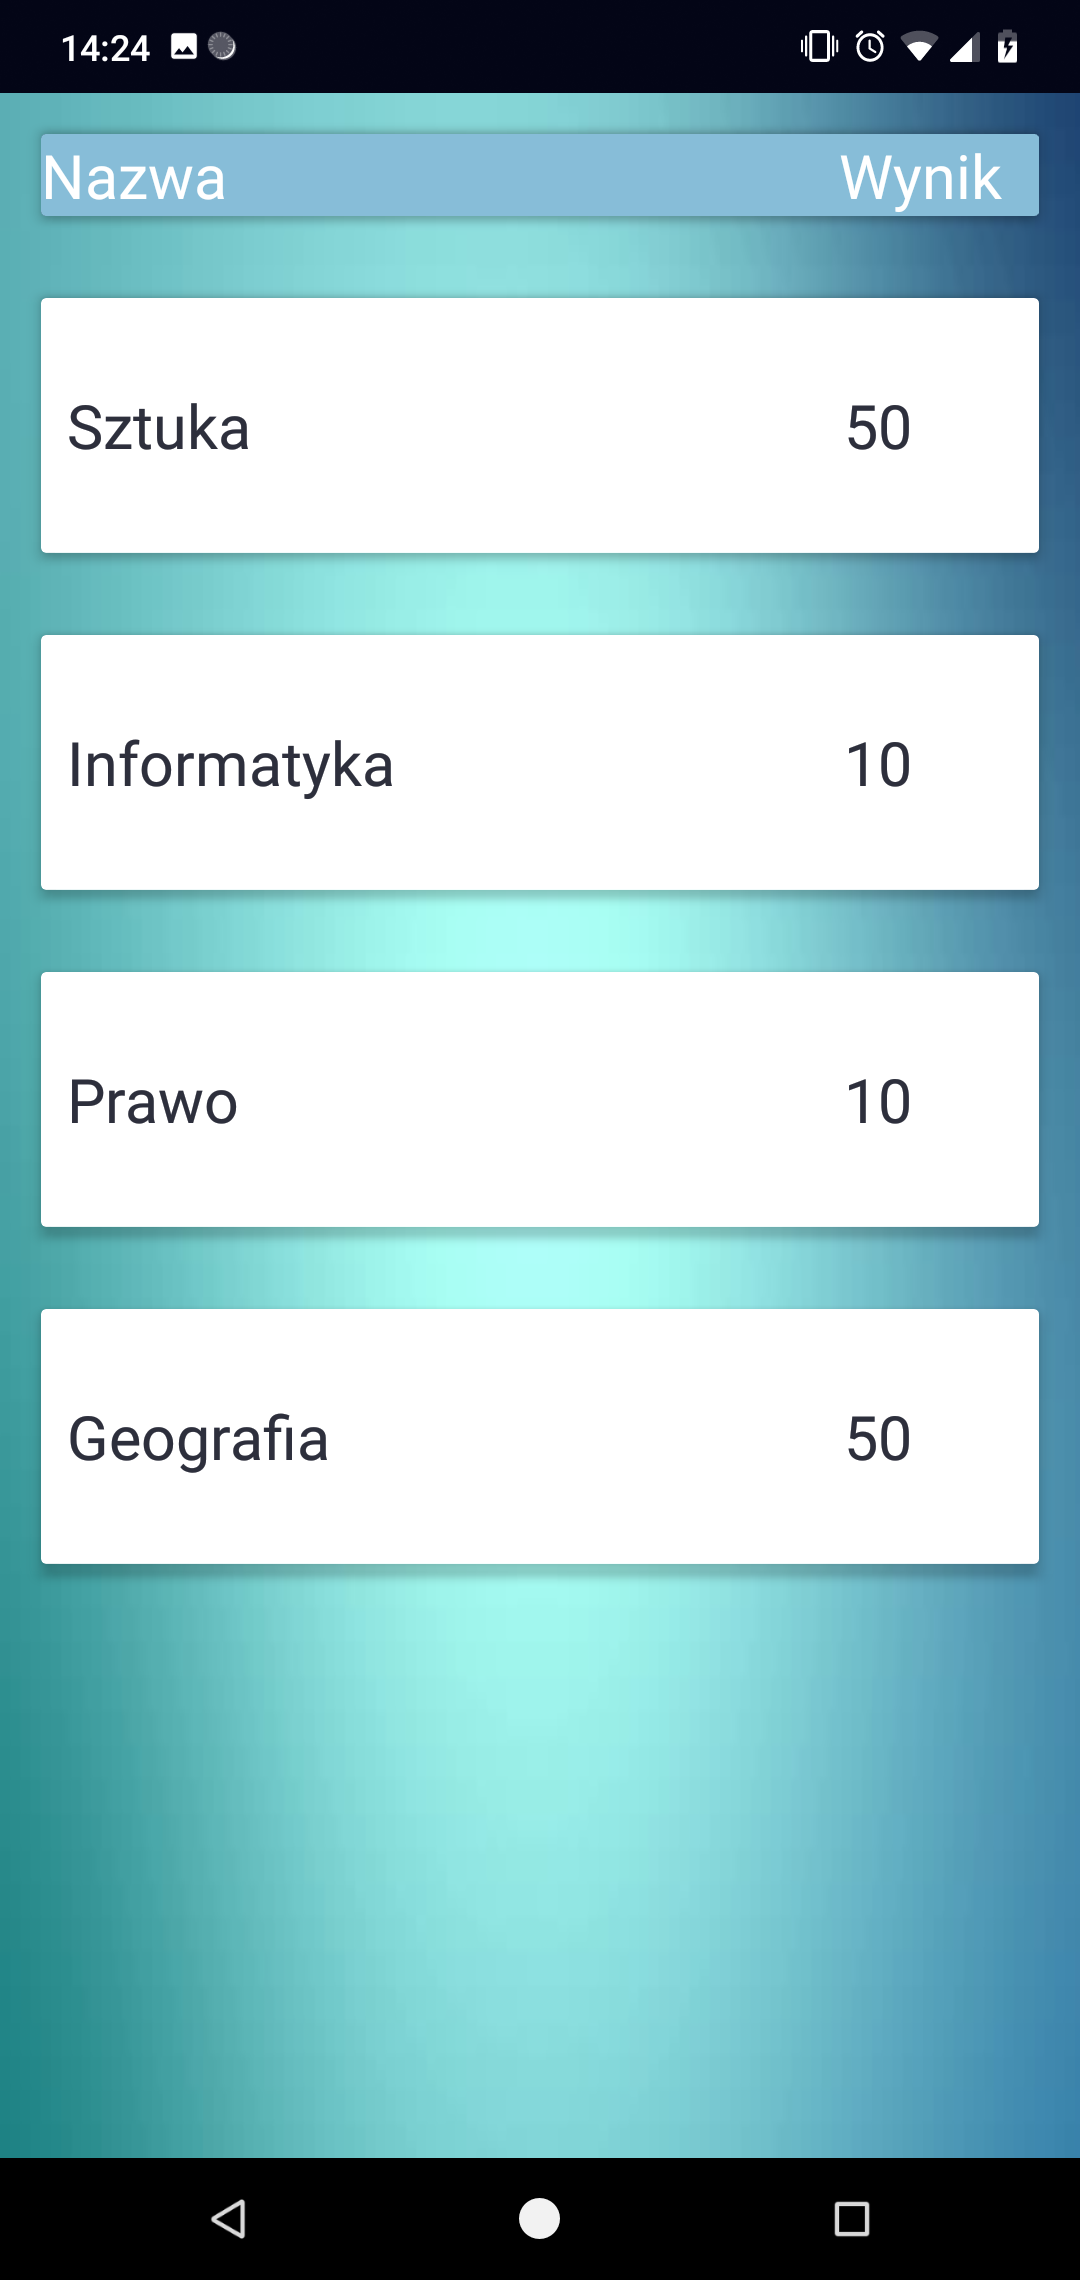 14:24
Nazwa Wynik
Sztuka 50
Informatyka 10
Prawo 10
Geografia 50